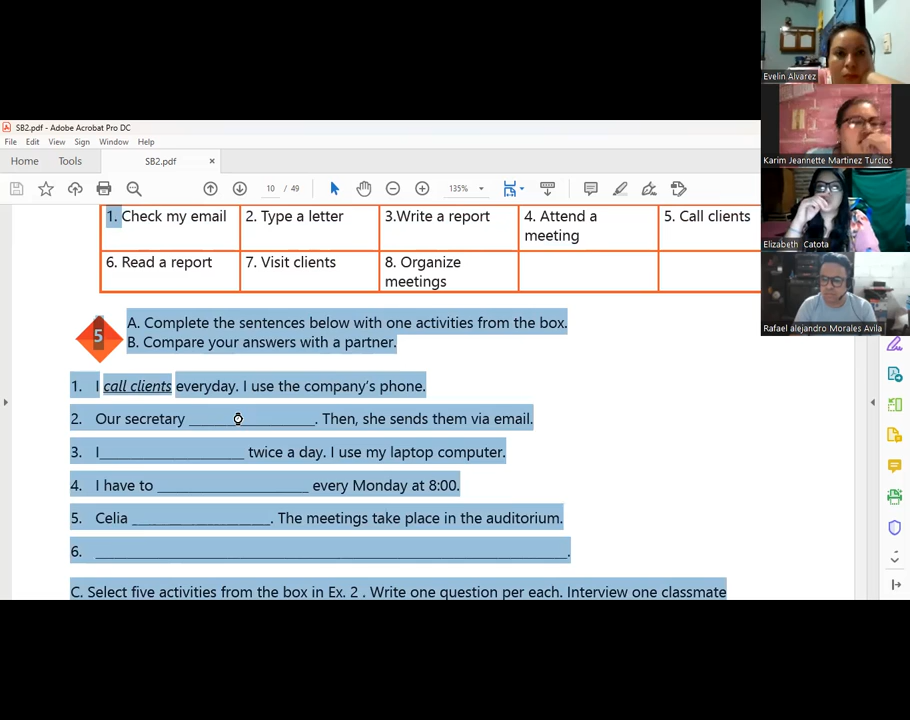 Evelin Alvarez
SB2.pdf - Adobe Acrobat Pro DC
File Edit View Sign Window Help
Home Tools SB2.pdf ×
10 / 49 135%
Karim Jeannette Martinez Turcios
Elizabeth Catota
Rafael alejandro Morales Avila
1. Check my email 2. Type a letter 3.Write a report 4. Attend a meeting 5. Call clients
6. Read a report 7. Visit clients 8. Organize meetings
5
A. Complete the sentences below with one activities from the box.
B. Compare your answers with a partner.
1. I call clients everyday. I use the company's phone.
2. Our secretary ________________. Then, she sends them via email.
3. I__________________ twice a day. I use my laptop computer.
4. I have to ___________________ every Monday at 8:00.
5. Celia _________________. The meetings take place in the auditorium.
6. ___________________________________________________________.
C. Select five activities from the box in Ex. 2 . Write one question per each. Interview one classmate